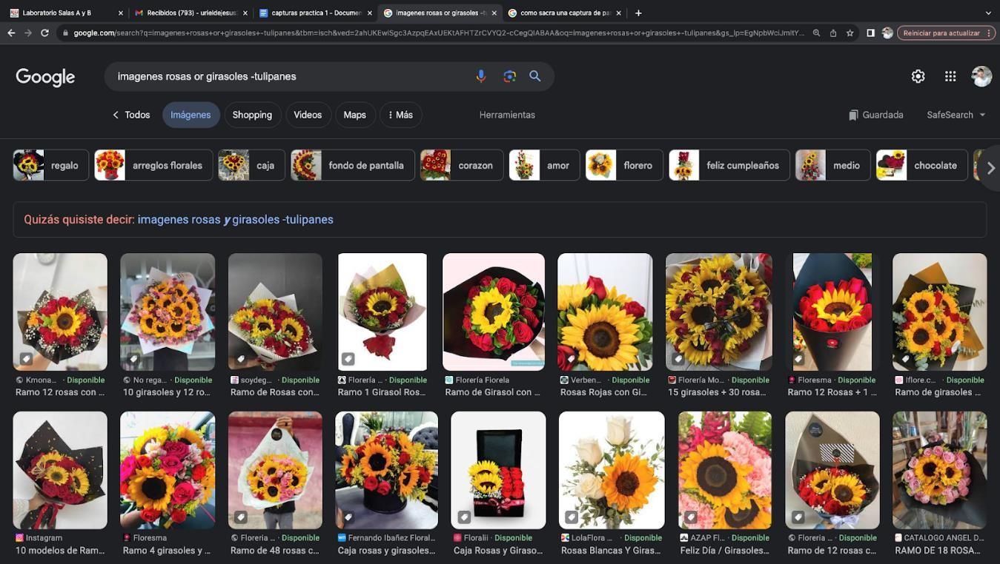 Laboratorio Salas A y B
Recibidos (793) - urieldejesus
capturas practica 1 - Documen
imagenes rosas or girasoles -t
como sacra una captura de pa
google.com/search?q=imagenes+rosas+or+girasoles+-tulipanes&tbm=isch&ved=2ahUKEwiSgc3AzpqEAxUEKtAFHTZrCVYQ2-cCegQIABAA&oq=imagenes+rosas+or+girasoles+-tulipanes&gs_lp=EgNpbWciJmltY...
Reiniciar para actualizar
Google
imagenes rosas or girasoles -tulipanes
Todos
Imágenes
Shopping
Videos
Maps
Más
Herramientas
Guardada
SafeSearch
regalo
arreglos florales
caja
fondo de pantalla
corazon
amor
florero
feliz cumpleaños
medio
chocolate
Quizás quisiste decir: imagenes rosas y girasoles -tulipanes
Kmona... · Disponible
Ramo 12 rosas con ...
No rega... · Disponible
10 girasoles y 12 ro...
soydeg... · Disponible
Ramo de Rosas con...
Florería ... · Disponible
Ramo 1 Girasol Ros...
Florería Fiorela
Ramo de Girasol con ...
Verben... · Disponible
Rosas Rojas con Gi...
Florería Mo... · Disponible
15 girasoles + 30 rosa...
Floresma · Disponible
Ramo 12 Rosas + 1 ...
Iflore.c... · Disponible
Ramo de girasoles ...
Instagram
10 modelos de Ram...
Floresma
Ramo 4 girasoles y ...
Floreria ... · Disponible
Ramo de 48 rosas c...
Fernando Ibañez Floral...
Caja rosas y girasoles...
Floralii · Disponible
Caja Rosas y Giraso...
LolaFlora ... · Disponible
Rosas Blancas Y Giras...
AZAP Fl... · Disponible
Feliz Día / Girasoles...
Floreria ... · Disponible
Ramo de 12 rosas c...
CATALOGO ANGEL D...
RAMO DE 18 ROSA...